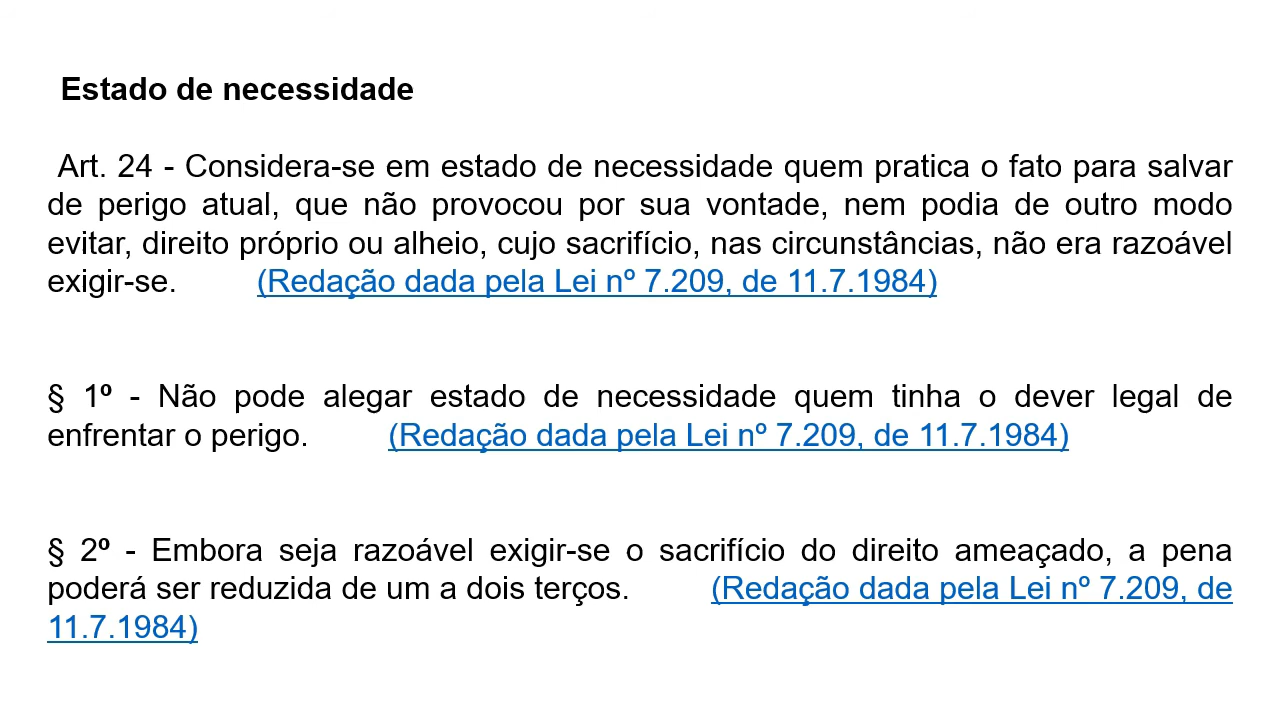 Estado de necessidade
Art. 24 - Considera-se em estado de necessidade quem pratica o fato para salvar
de perigo atual, que não provocou por sua vontade, nem podia de outro modo
evitar, direito próprio ou alheio, cujo sacrifício, nas circunstâncias, não era razoável
exigir-se. (Redação dada pela Lei nº 7.209, de 11.7.1984)
§ 1º - Não pode alegar estado de necessidade quem tinha o dever legal de
enfrentar o perigo. (Redação dada pela Lei nº 7.209, de 11.7.1984)
§ 2º - Embora seja razoável exigir-se o sacrifício do direito ameaçado, a pena
poderá ser reduzida de um a dois terços. (Redação dada pela Lei nº 7.209, de
11.7.1984)